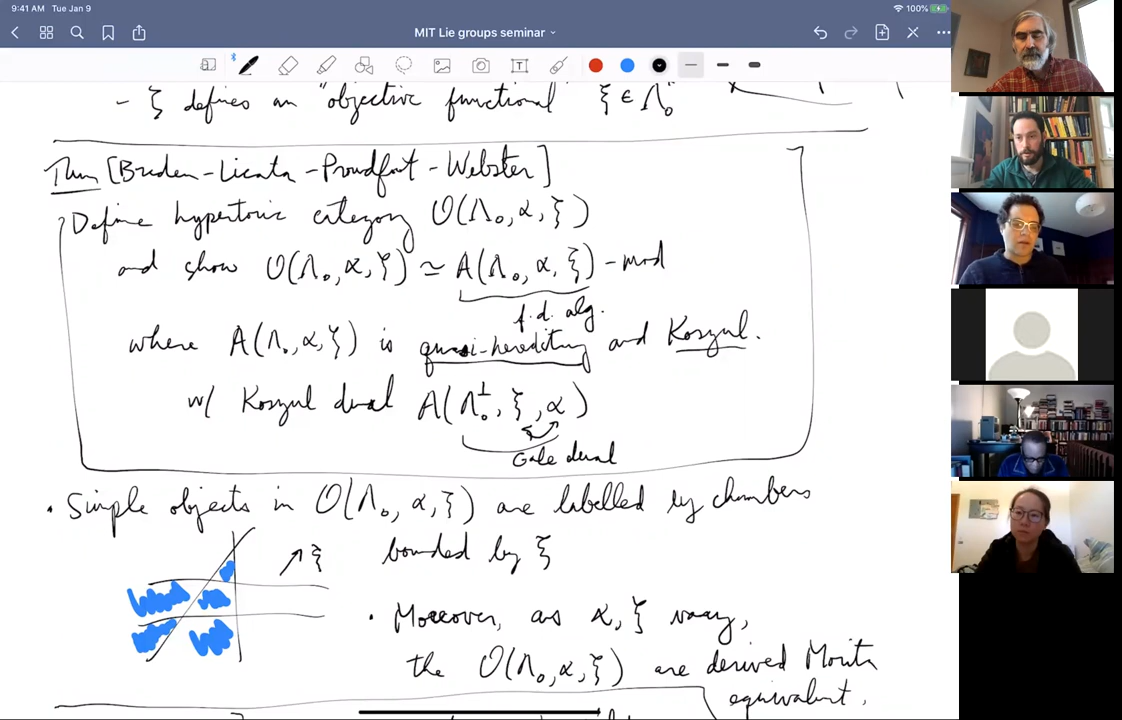 9:41 AM Tue Jan 9
100%
MIT Lie groups seminar
- ξ defines an "objective functional" ξ ∈ Λ₀*
Thm [Braden-Licata-Proudfoot-Webster]
Define hypertoric category O(Λ₀, α, ξ)
and show O(Λ₀, α, ξ) ≃ A(Λ₀, α, ξ)-mod
f.d. alg.
where A(Λ₀, α, ξ) is quasi-hereditary and Koszul.
w/ Koszul dual A(Λ₀^⊥, ξ, α)
Gale dual
• Simple objects in O(Λ₀, α, ξ) are labelled by chambers
bounded by ξ
ξ
• Moreover, as α, ξ vary,
the O(Λ₀, α, ξ) are derived Morita
equivalent.